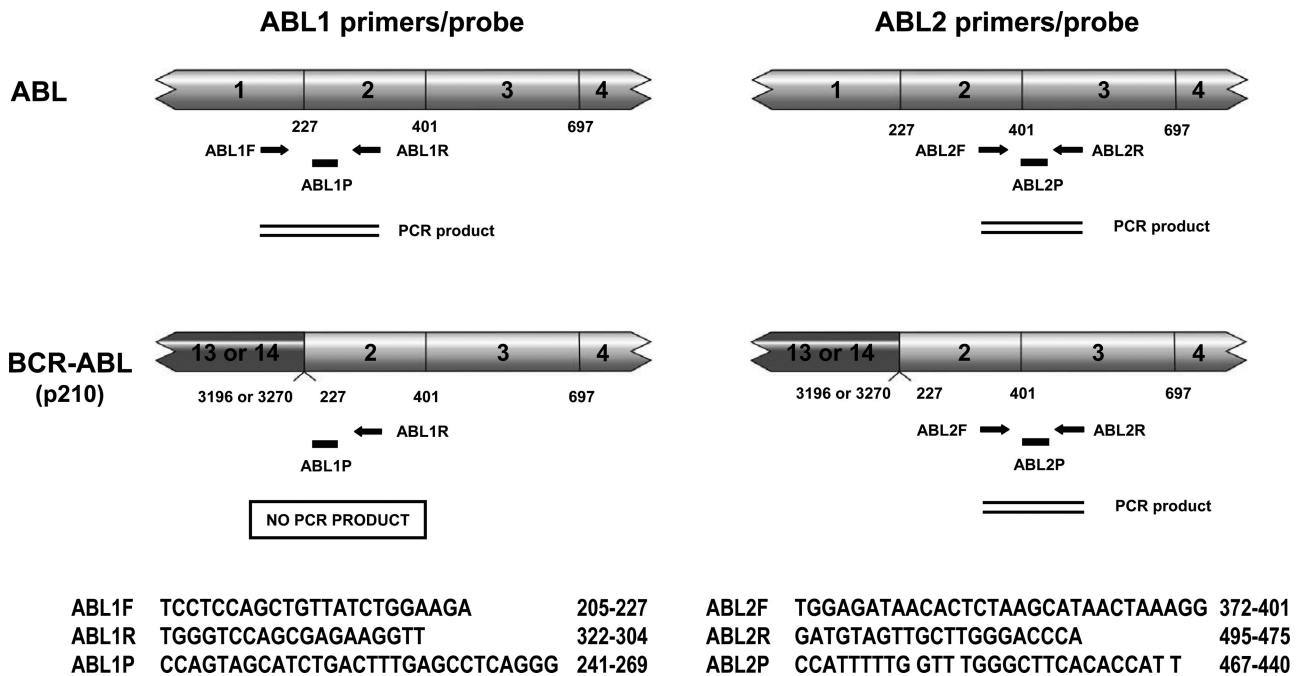 ABL1 primers/probe ABL2 primers/probe
ABL 1 2 3 4 1 2 3 4
227 401 697 227 401 697
ABL1F ABL1R ABL2F ABL2R
ABL1P ABL2P
PCR product PCR product
BCR-ABL 13 or 14 2 3 4 13 or 14 2 3 4
(p210) 3196 or 3270 227 401 697 3196 or 3270 227 401 697
ABL1R ABL2F ABL2R
ABL1P ABL2P
NO PCR PRODUCT PCR product
ABL1F TCCTCCAGCTGTTATCTGGAAGA 205-227 ABL2F TGGAGATAACACTCTAAGCATAACTAAAGG 372-401
ABL1R TGGGTCCAGCGAGAAGGTT 322-304 ABL2R GATGTAGTTGCTTGGGACCCA 495-475
ABL1P CCAGTAGCATCTGACTTTGAGCCTCAGGG 241-269 ABL2P CCATTTTTG GTT TGGGCTTCACACCAT T 467-440